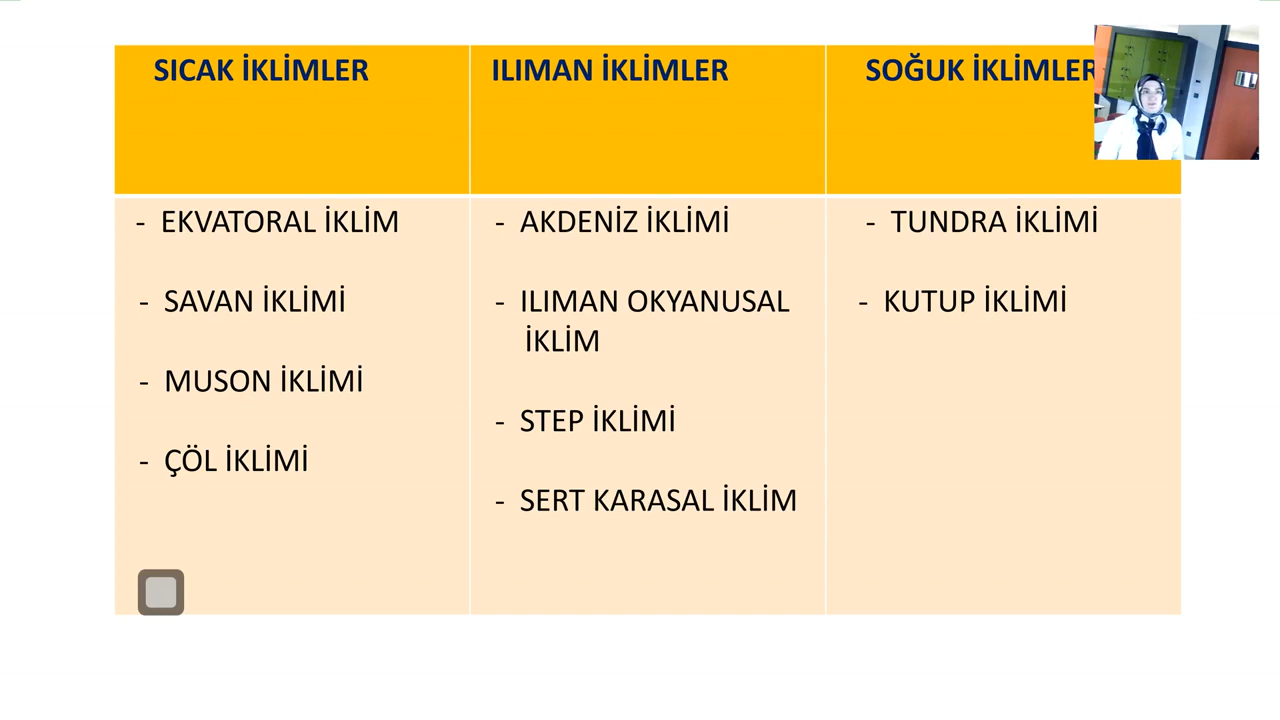 SICAK İKLİMLER
ILIMAN İKLİMLER
SOĞUK İKLİMLER
- EKVATORAL İKLİM
- SAVAN İKLİMİ
- MUSON İKLİMİ
- ÇÖL İKLİMİ
- AKDENİZ İKLİMİ
- ILIMAN OKYANUSAL
İKLİM
- STEP İKLİMİ
- SERT KARASAL İKLİM
- TUNDRA İKLİMİ
- KUTUP İKLİMİ